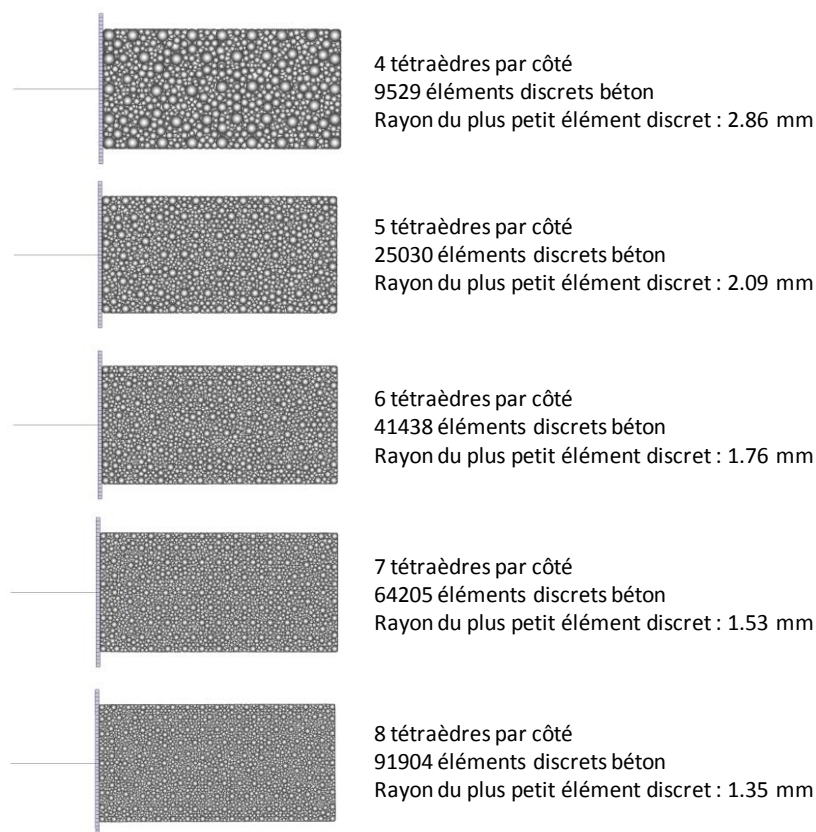 4 tétraèdres par côté
9529 éléments discrets béton
Rayon du plus petit élément discret : 2.86 mm
5 tétraèdres par côté
25030 éléments discrets béton
Rayon du plus petit élément discret : 2.09 mm
6 tétraèdres par côté
41438 éléments discrets béton
Rayon du plus petit élément discret : 1.76 mm
7 tétraèdres par côté
64205 éléments discrets béton
Rayon du plus petit élément discret : 1.53 mm
8 tétraèdres par côté
91904 éléments discrets béton
Rayon du plus petit élément discret : 1.35 mm